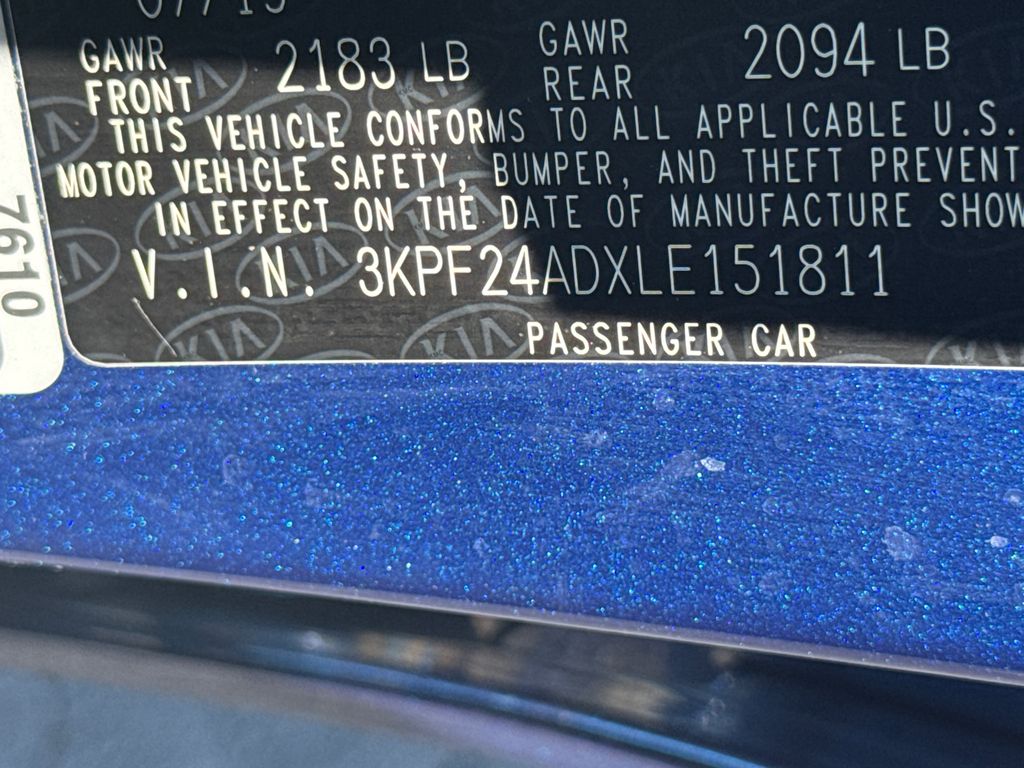 GAWR FRONT 2183 LB GAWR REAR 2094 LB
THIS VEHICLE CONFORMS TO ALL APPLICABLE U.S.
MOTOR VEHICLE SAFETY, BUMPER, AND THEFT PREVENT
IN EFFECT ON THE DATE OF MANUFACTURE SHOW
V.I.N. 3KPF24ADXLE151811
PASSENGER CAR
7610
KIA